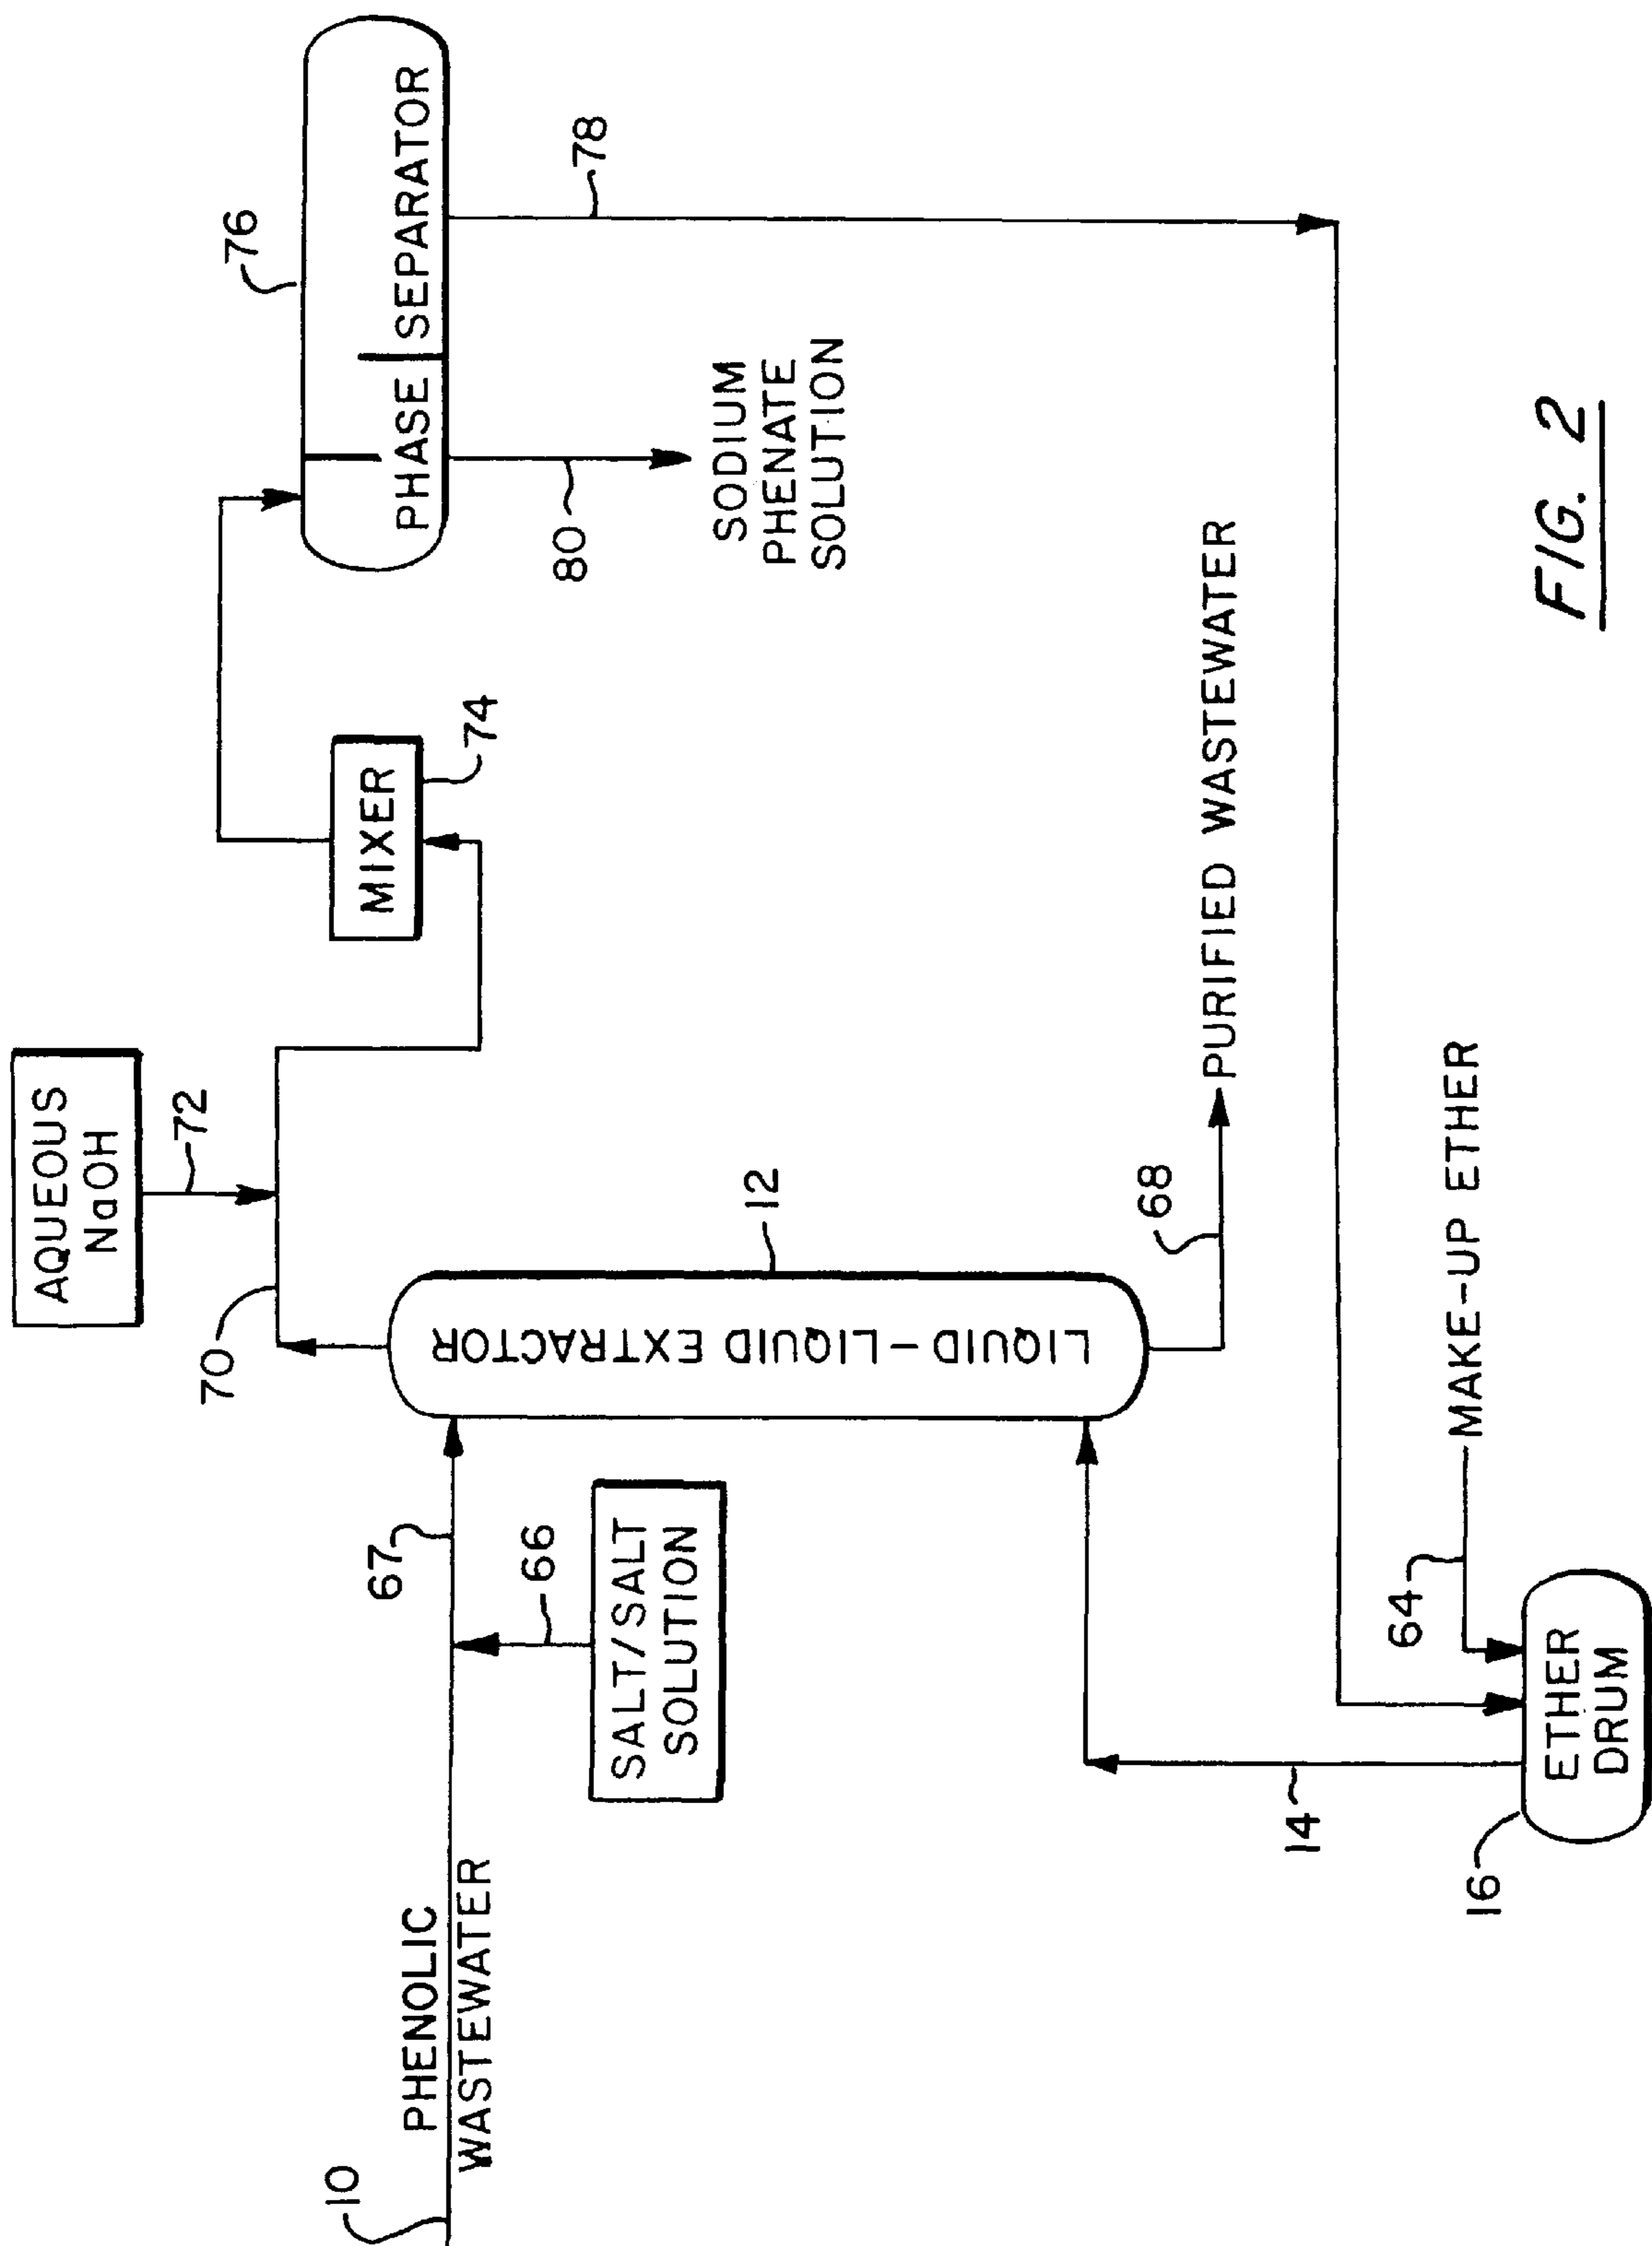 AQUEOUS
NaOH
72
70
76
PHASE SEPARATOR
MIXER
74
78
80
SODIUM
PHENATE
SOLUTION
10
PHENOLIC
WASTEWATER
67
66
SALT/SALT
SOLUTION
LIQUID-LIQUID EXTRACTOR
12
68
PURIFIED WASTEWATER
14
16
ETHER
DRUM
64
MAKE-UP ETHER
FIG. 2